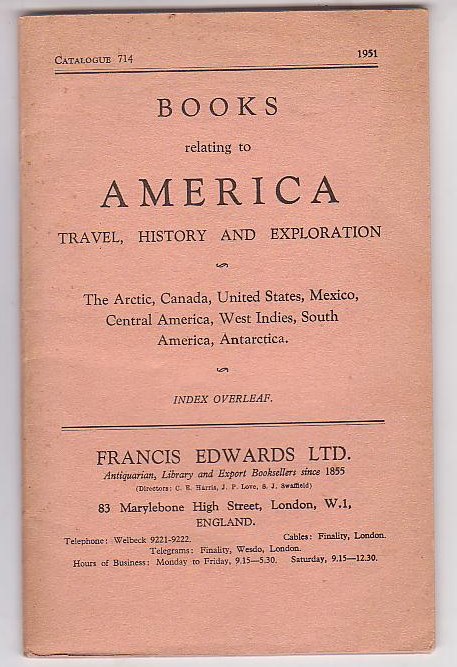 CATALOGUE 714 1951
BOOKS
relating to
AMERICA
TRAVEL, HISTORY AND EXPLORATION
The Arctic, Canada, United States, Mexico,
Central America, West Indies, South
America, Antarctica.
INDEX OVERLEAF.
FRANCIS EDWARDS LTD.
Antiquarian, Library and Export Booksellers since 1855
(Directors: C. E. Harris, J. P. Love, S. J. Swaffield)
83 Marylebone High Street, London, W.1,
ENGLAND.
Telephone: Welbeck 9221-9222. Cables: Finality, London.
Telegrams: Finality, Wesdo, London.
Hours of Business: Monday to Friday, 9.15—5.30. Saturday, 9.15—12.30.